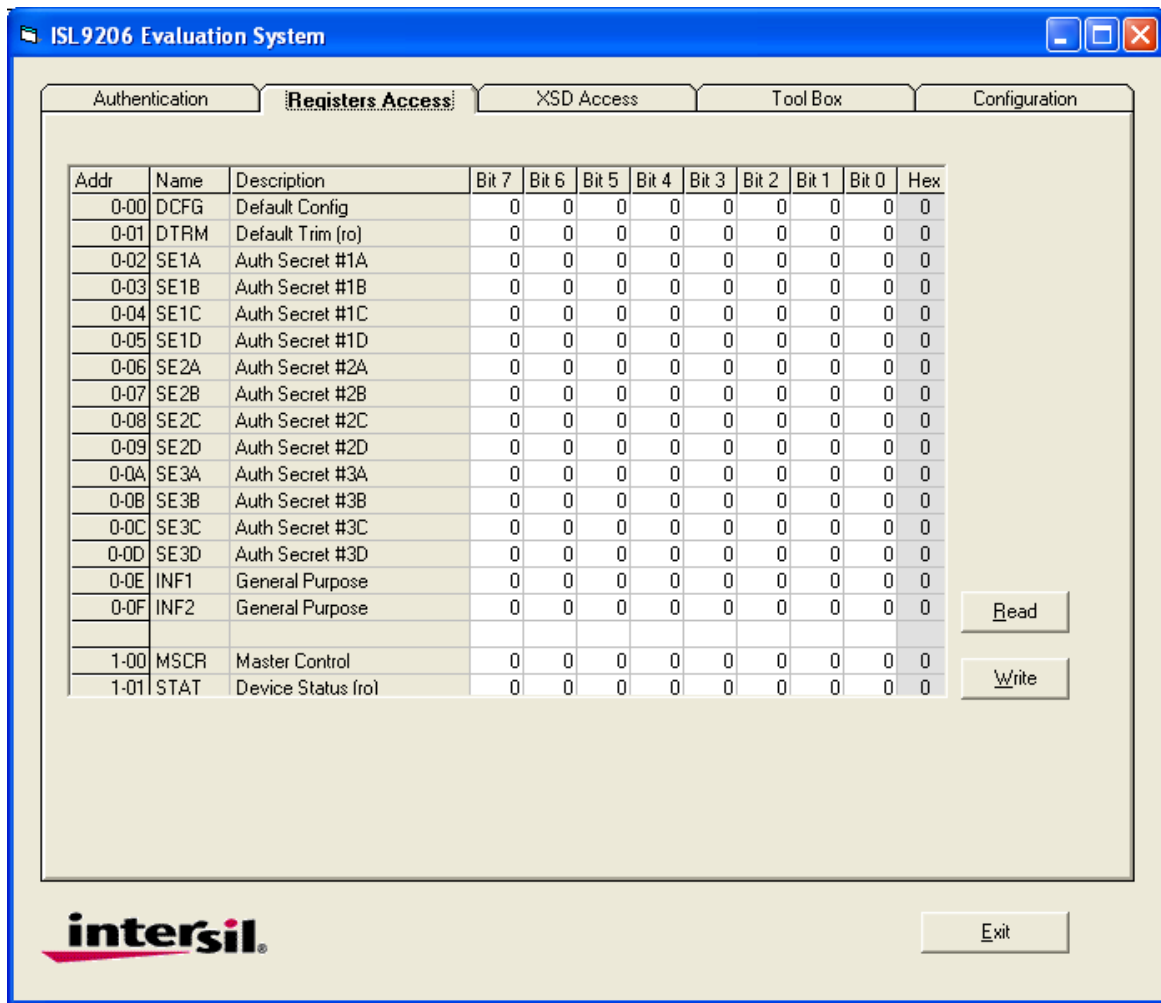 ISL9206 Evaluation System
Authentication Registers Access XSD Access Tool Box Configuration
Addr Name Description Bit 7 Bit 6 Bit 5 Bit 4 Bit 3 Bit 2 Bit 1 Bit 0 Hex
0-00 DCFG Default Config 0 0 0 0 0 0 0 0 0
0-01 DTRM Default Trim (ro) 0 0 0 0 0 0 0 0 0
0-02 SE1A Auth Secret #1A 0 0 0 0 0 0 0 0 0
0-03 SE1B Auth Secret #1B 0 0 0 0 0 0 0 0 0
0-04 SE1C Auth Secret #1C 0 0 0 0 0 0 0 0 0
0-05 SE1D Auth Secret #1D 0 0 0 0 0 0 0 0 0
0-06 SE2A Auth Secret #2A 0 0 0 0 0 0 0 0 0
0-07 SE2B Auth Secret #2B 0 0 0 0 0 0 0 0 0
0-08 SE2C Auth Secret #2C 0 0 0 0 0 0 0 0 0
0-09 SE2D Auth Secret #2D 0 0 0 0 0 0 0 0 0
0-0A SE3A Auth Secret #3A 0 0 0 0 0 0 0 0 0
0-0B SE3B Auth Secret #3B 0 0 0 0 0 0 0 0 0
0-0C SE3C Auth Secret #3C 0 0 0 0 0 0 0 0 0
0-0D SE3D Auth Secret #3D 0 0 0 0 0 0 0 0 0
0-0E INF1 General Purpose 0 0 0 0 0 0 0 0 0
0-0F INF2 General Purpose 0 0 0 0 0 0 0 0 0
Read
1-00 MSCR Master Control 0 0 0 0 0 0 0 0 0
1-01 STAT Device Status (ro) 0 0 0 0 0 0 0 0 0
Write
intersil®
Exit